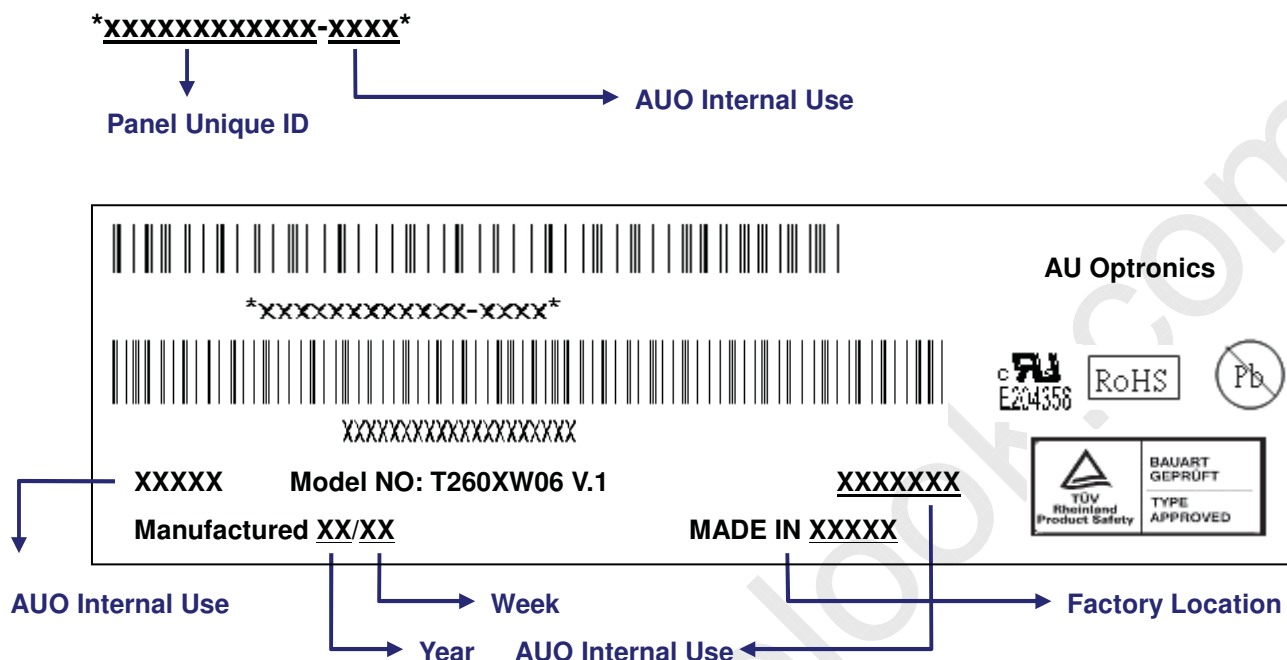 *XXXXXXXXXXXX-XXXX*
AUO Internal Use
Panel Unique ID
AU Optronics
*XXXXXXXXXXXX-XXXX*
c RU
E204356
RoHS
Pb
XXXXXXXXXXXXXXXXXXXX
XXXXX Model NO: T260XW06 V.1 XXXXXXX
TÜV
Rheinland
Product Safety
BAUART
GEPRÜFT
TYPE
APPROVED
Manufactured XX/XX MADE IN XXXXX
AUO Internal Use
Week
Factory Location
Year
AUO Internal Use